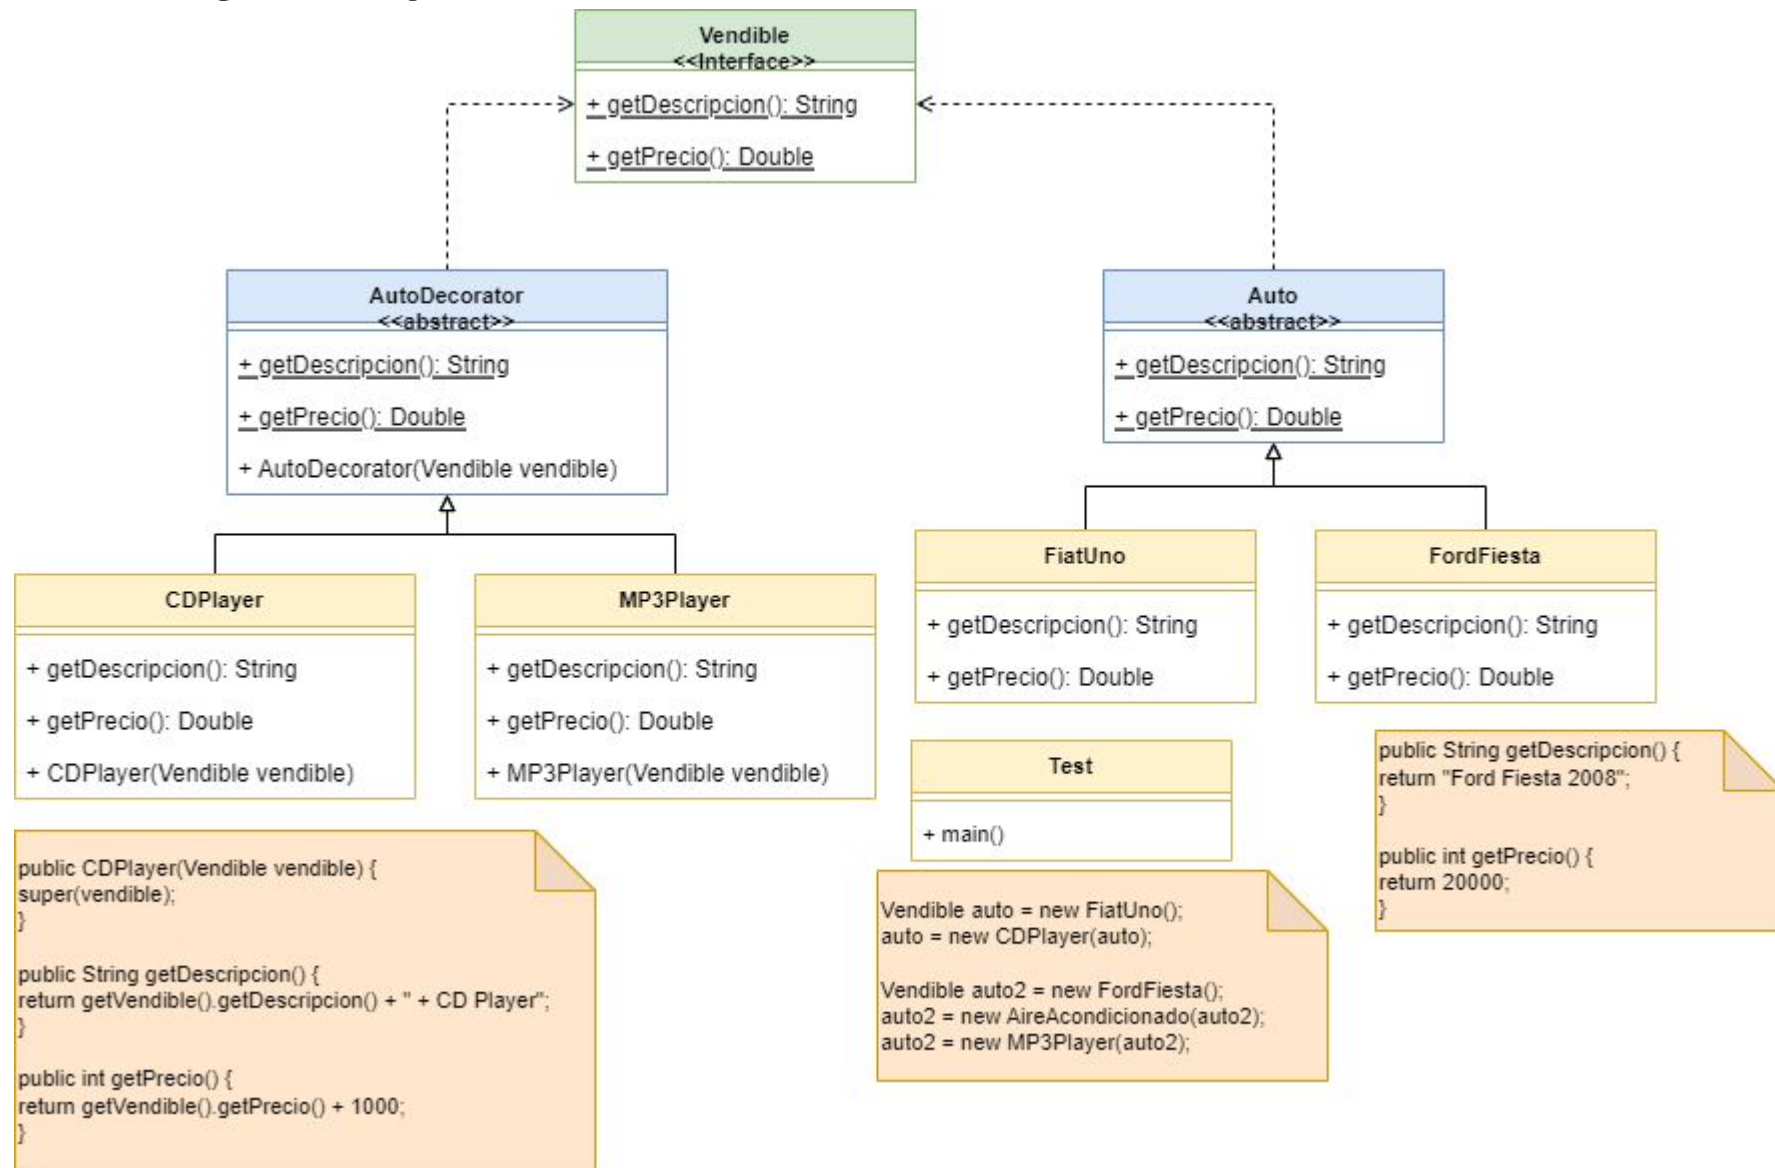 Vendible
<<Interface>>
+ getDescripcion(): String
+ getPrecio(): Double
AutoDecorator
<<abstract>>
+ getDescripcion(): String
+ getPrecio(): Double
+ AutoDecorator(Vendible vendible)
Auto
<<abstract>>
+ getDescripcion(): String
+ getPrecio(): Double
CDPlayer
+ getDescripcion(): String
+ getPrecio(): Double
+ CDPlayer(Vendible vendible)
MP3Player
+ getDescripcion(): String
+ getPrecio(): Double
+ MP3Player(Vendible vendible)
FiatUno
+ getDescripcion(): String
+ getPrecio(): Double
FordFiesta
+ getDescripcion(): String
+ getPrecio(): Double
Test
+ main()
public String getDescripcion() {
return "Ford Fiesta 2008";
}
public int getPrecio() {
return 20000;
}
public CDPlayer(Vendible vendible) {
super(vendible);
}
public String getDescripcion() {
return getVendible().getDescripcion() + " + CD Player";
}
public int getPrecio() {
return getVendible().getPrecio() + 1000;
}
Vendible auto = new FiatUno();
auto = new CDPlayer(auto);
Vendible auto2 = new FordFiesta();
auto2 = new AireAcondicionado(auto2);
auto2 = new MP3Player(auto2);